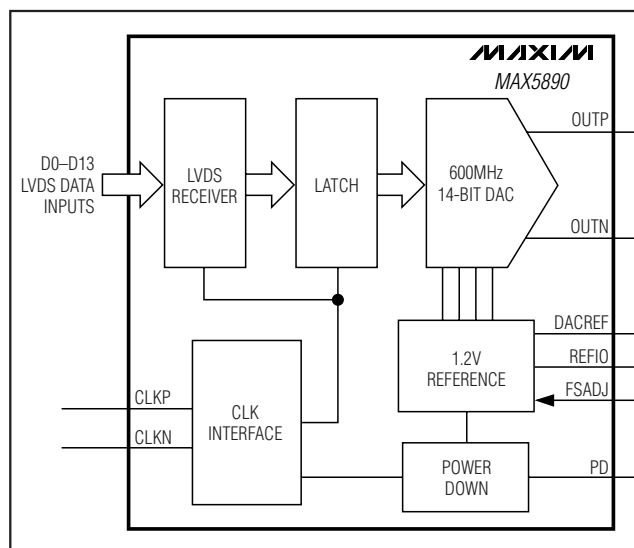 MAXIM
MAX5890
D0–D13
LVDS DATA
INPUTS
LVDS
RECEIVER
LATCH
600MHz
14-BIT DAC
OUTP
OUTN
DACREF
REFIO
FSADJ
1.2V
REFERENCE
CLKP
CLKN
CLK
INTERFACE
POWER
DOWN
PD